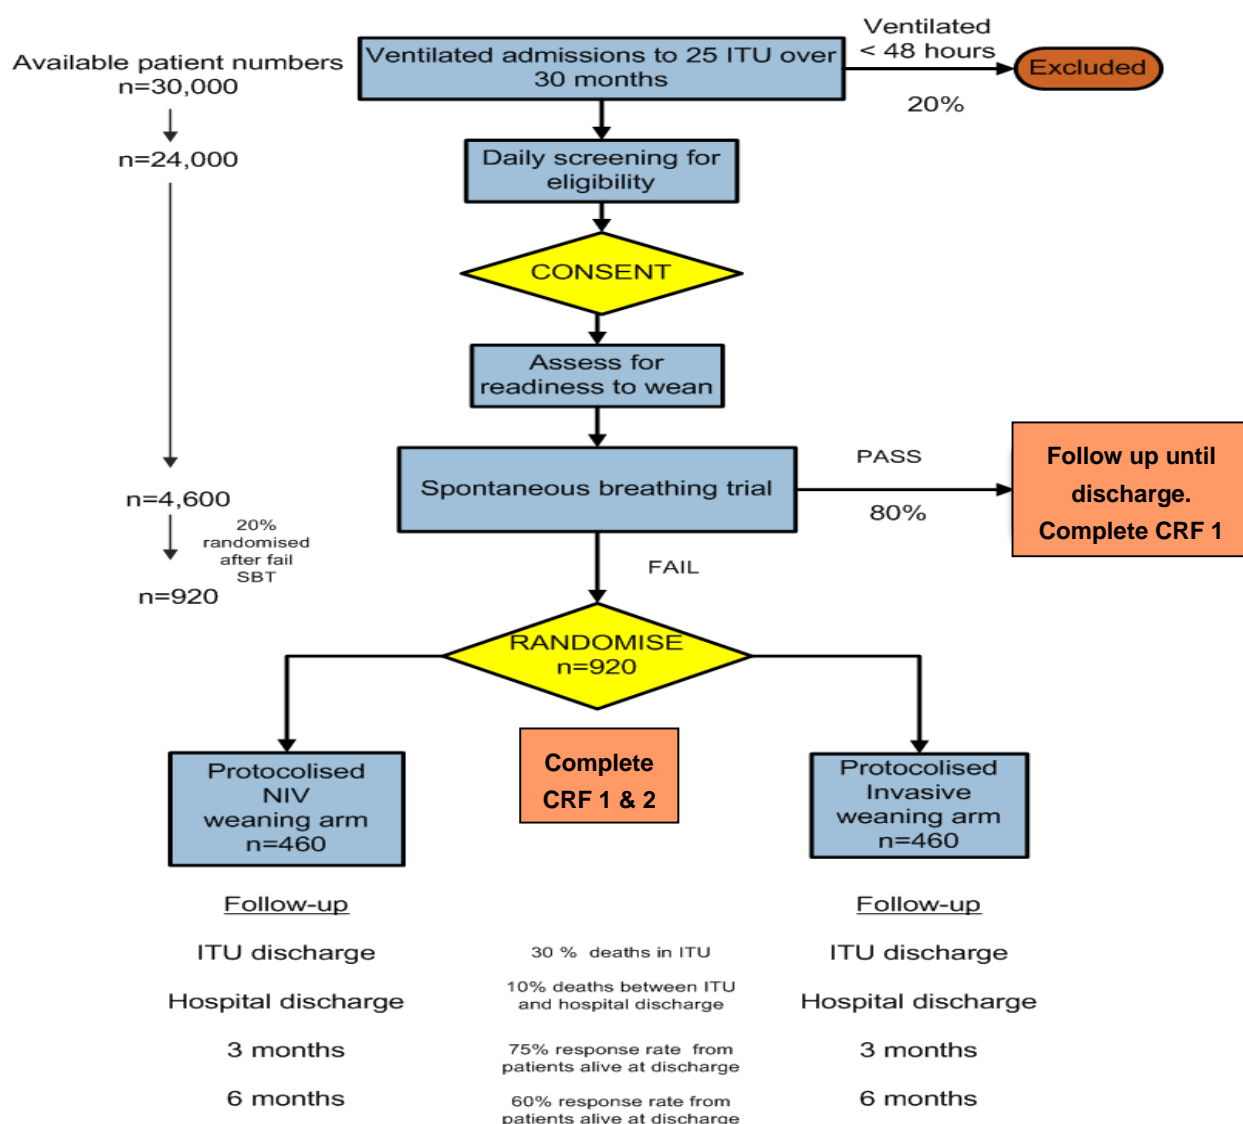 Available patient numbers
n=30,000
n=24,000
n=4,600
20%
randomised
after fail
SBT
n=920
Ventilated admissions to 25 ITU over
30 months
Ventilated
< 48 hours
20%
Excluded
Daily screening for
eligibility
CONSENT
Assess for
readiness to wean
Spontaneous breathing trial
PASS
80%
Follow up until
discharge.
Complete CRF 1
FAIL
RANDOMISE
n=920
Protocolised
NIV
weaning arm
n=460
Complete
CRF 1 & 2
Protocolised
Invasive
weaning arm
n=460
Follow-up
ITU discharge
Hospital discharge
3 months
6 months
30 % deaths in ITU
10% deaths between ITU
and hospital discharge
75% response rate from
patients alive at discharge
60% response rate from
patients alive at discharge
Follow-up
ITU discharge
Hospital discharge
3 months
6 months